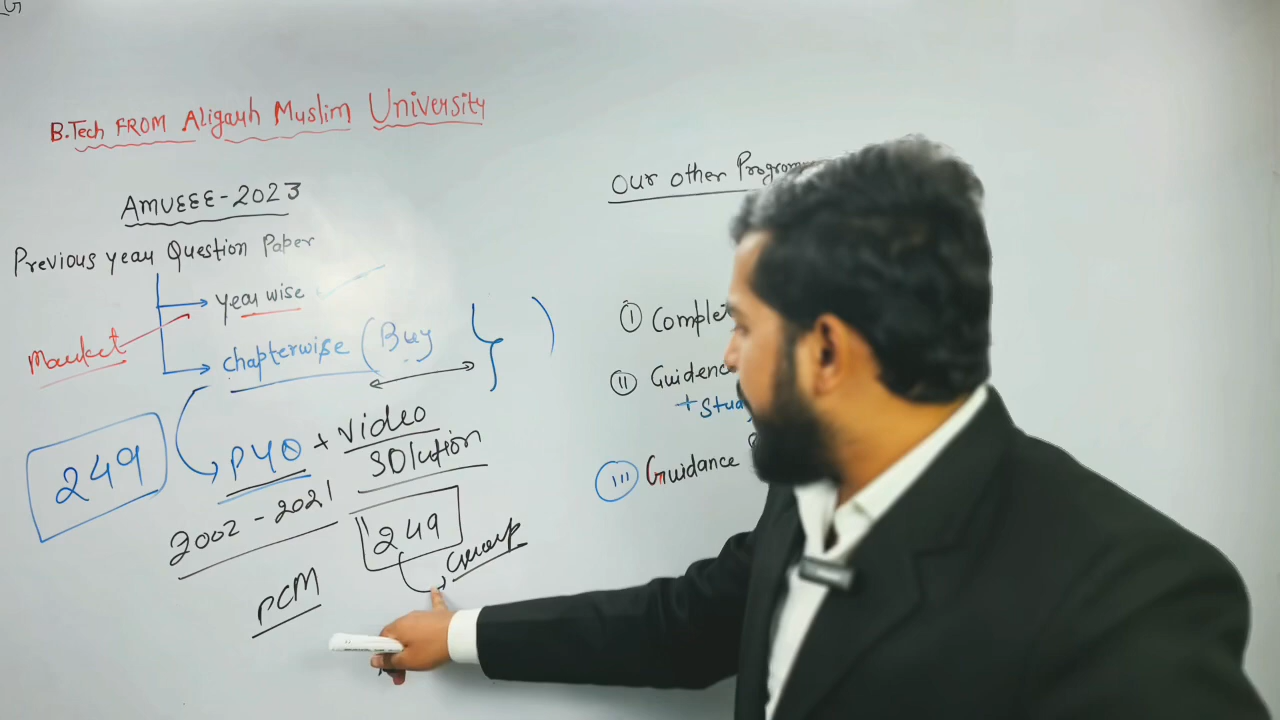 B.Tech FROM Aligarh Muslim University
AMUEEE-2023
Previous year Question Paper
year wise
Market
chapterwise (Buy )
249
PYQ + Video
Solution
2002 - 2021
249
Group
PCM
Our other Program
I Complet
II Guidenc
+ Stud
III Guidance